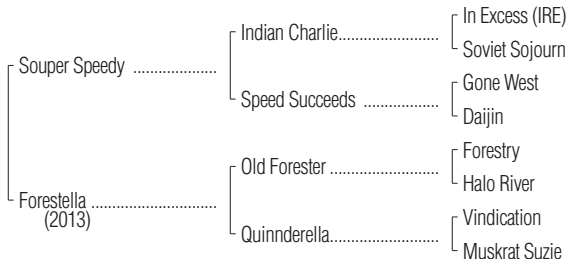 In Excess (IRE)
Indian Charlie
Soviet Sojourn
Souper Speedy
Gone West
Speed Succeeds
Daijin
Forestry
Old Forester
Halo River
Forestella
(2013)
Vindication
Quinnderella
Muskrat Suzie